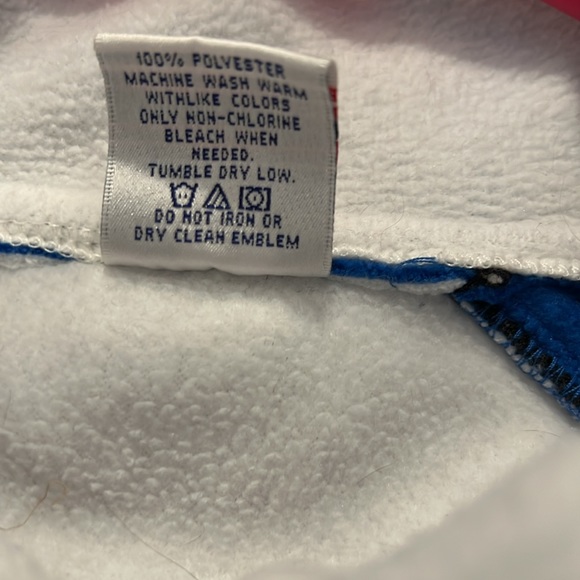 100% POLYESTER
MACHINE WASH WARM
WITHLIKE COLORS
ONLY NON-CHLORINE
BLEACH WHEN
NEEDED.
TUMBLE DRY LOW.
DO NOT IRON OR
DRY CLEAN EMBLEM